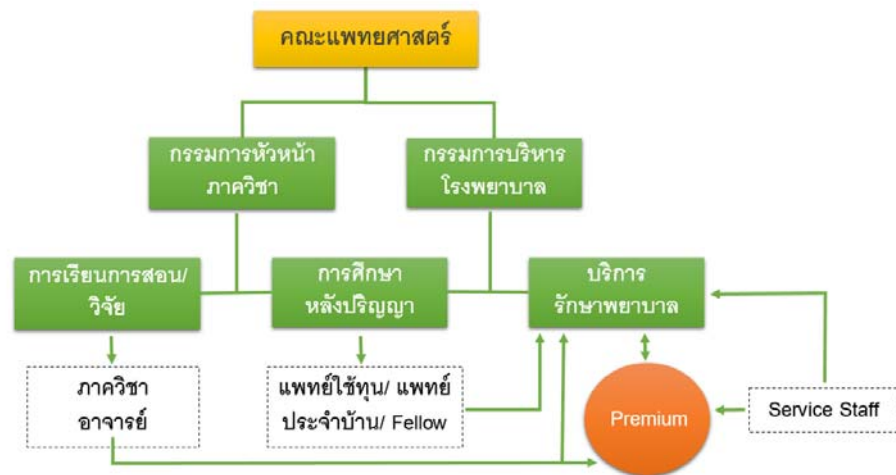 คณะแพทยศาสตร์
กรรมการหัวหน้า
ภาควิชา
กรรมการบริหาร
โรงพยาบาล
การเรียนการสอน/
วิจัย
การศึกษา
หลังปริญญา
บริการ
รักษาพยาบาล
ภาควิชา
อาจารย์
แพทย์ใช้ทุน/ แพทย์
ประจำบ้าน/ Fellow
Premium
Service Staff